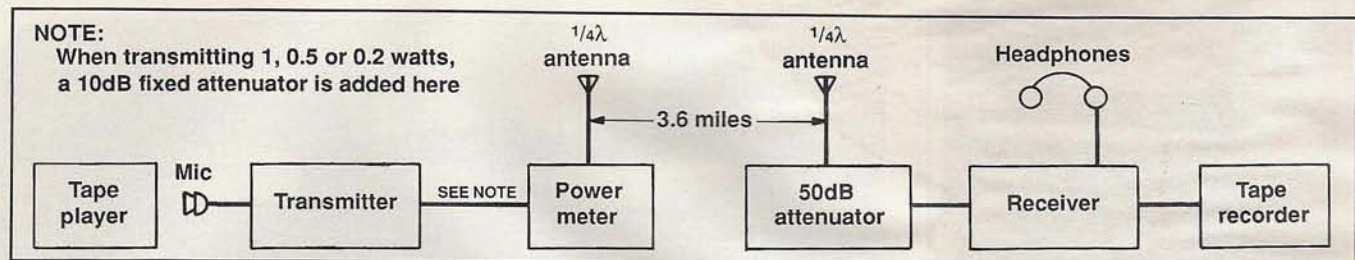 NOTE:
When transmitting 1, 0.5 or 0.2 watts,
a 10dB fixed attenuator is added here
1/4λ
antenna
1/4λ
antenna
Headphones
3.6 miles
Tape
player
Mic
Transmitter
SEE NOTE
Power
meter
50dB
attenuator
Receiver
Tape
recorder